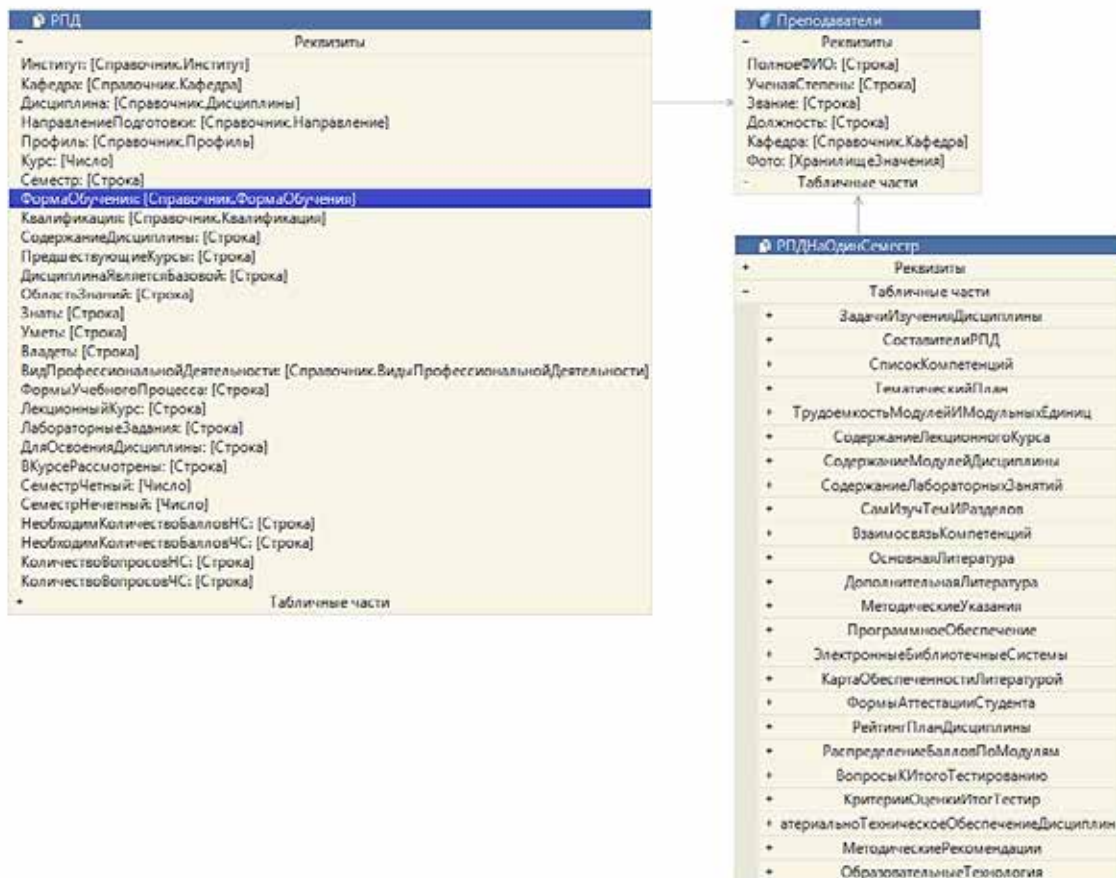 РПД
Реквизиты
Институт: [Справочник.Институт]
Кафедра: [Справочник.Кафедра]
Дисциплина: [Справочник.Дисциплины]
НаправлениеПодготовки: [Справочник.Направление]
Профиль: [Справочник.Профиль]
Курс: [Число]
Семестр: [Строка]
ФормаОбучения: [Справочник.ФормаОбучения]
Квалификация: [Справочник.Квалификация]
СодержаниеДисциплины: [Строка]
ПредшествующиеКурсы: [Строка]
ДисциплинаЯвляетсяБазовой: [Строка]
ОбластьЗнаний: [Строка]
Знать: [Строка]
Уметь: [Строка]
Владеть: [Строка]
ВидПрофессиональнойДеятельности: [Справочник.ВидыПрофессиональнойДеятельности]
ФормыУчебногоПроцесса: [Строка]
ЛекционныйКурс: [Строка]
ЛабораторныеЗадания: [Строка]
ДляОсвоенияДисциплины: [Строка]
ВКурсеРассмотрены: [Строка]
СеместрЧетный: [Число]
СеместрНечетный: [Число]
НеобходимКоличествоБалловНС: [Строка]
НеобходимКоличествоБалловЧС: [Строка]
КоличествоВопросовНС: [Строка]
КоличествоВопросовЧС: [Строка]
Табличные части
Преподаватели
Реквизиты
ПолноеФИО: [Строка]
УченаяСтепень: [Строка]
Звание: [Строка]
Должность: [Строка]
Кафедра: [Справочник.Кафедра]
Фото: [ХранилищеЗначения]
Табличные части
РПДНаОдинСеместр
Реквизиты
Табличные части
ЗадачиИзученияДисциплины
СоставителиРПД
СписокКомпетенций
ТематическийПлан
ТрудоемкостьМодулейИМодульныхЕдиниц
СодержаниеЛекционногоКурса
СодержаниеМодулейДисциплины
СодержаниеЛабораторныхЗанятий
СамИзучТемИРазделов
ВзаимосвязьКомпетенций
ОсновнаяЛитература
ДополнительнаяЛитература
МетодическиеУказания
ПрограммноеОбеспечение
ЭлектронныеБиблиотечныеСистемы
КартаОбеспеченностиЛитературой
ФормыАттестацииСтудента
РейтингПланДисциплины
РаспределениеБалловПоМодулям
ВопросыКИтогоТестированию
КритерииОценкиИтогТестир
атериальноТехническоеОбеспечениеДисциплин
МетодическиеРекомендации
ОбразовательныеТехнология